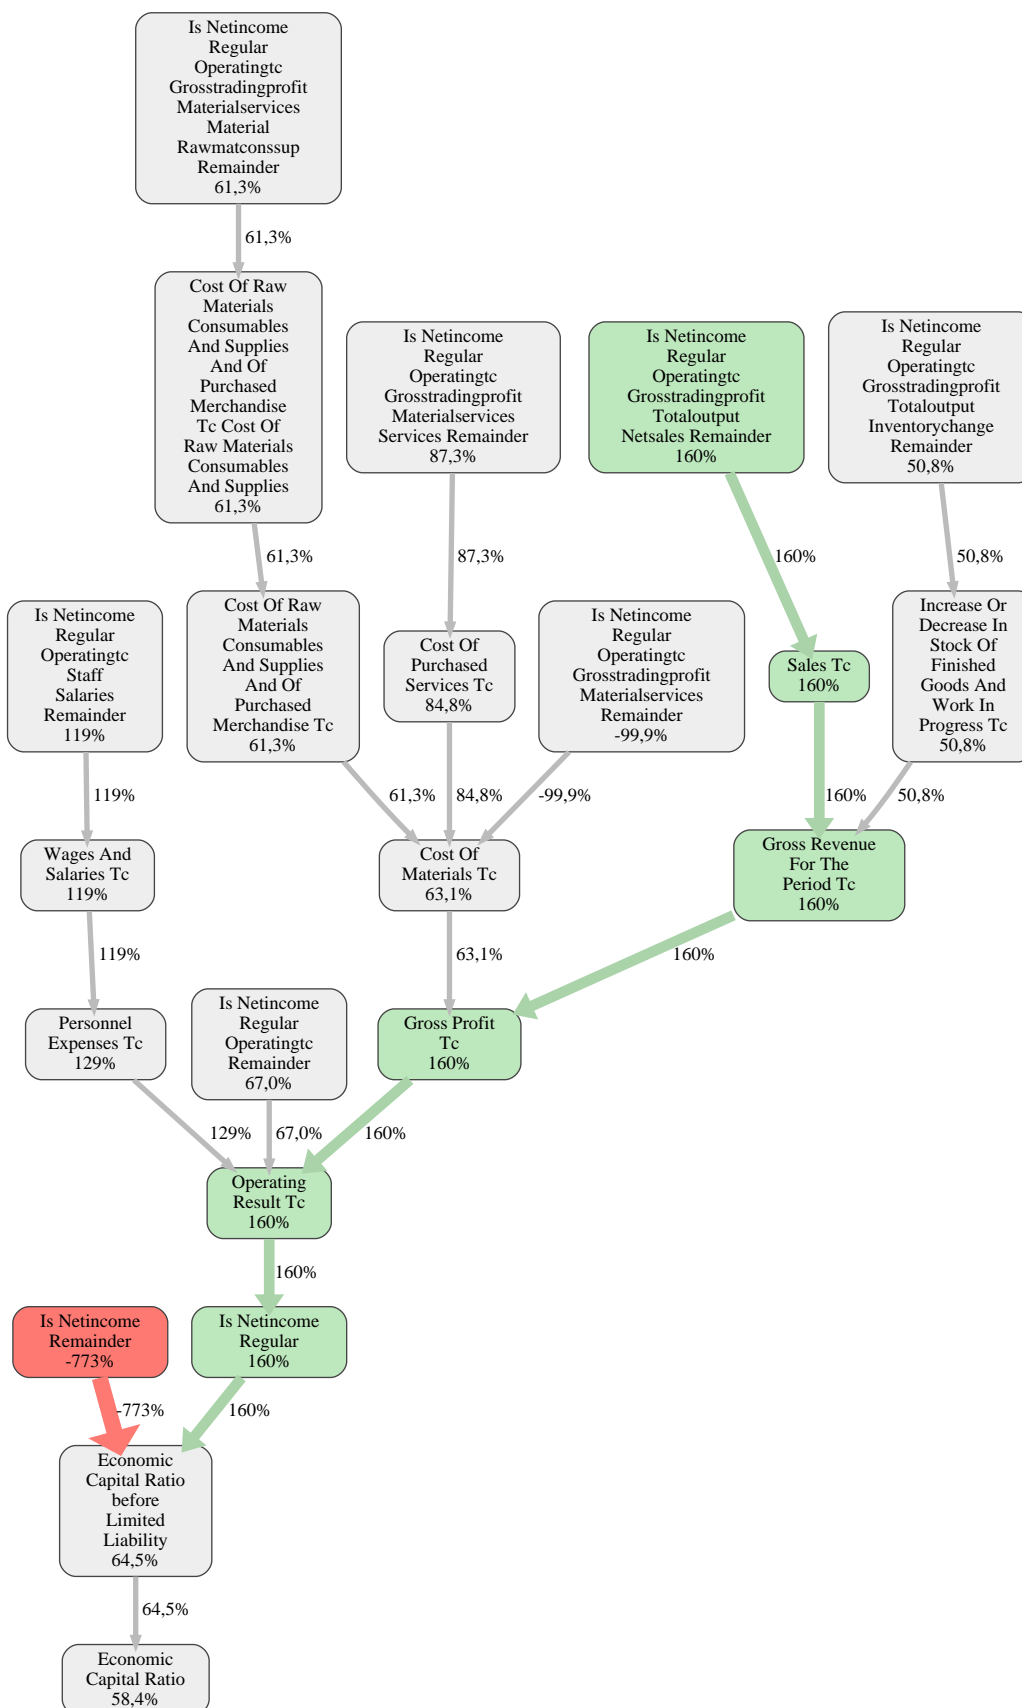 Is Netincome
Regular
Operatingtc
Grosstradingprofit
Materialservices
Material
Rawmatconssup
Remainder
61,3%
61,3%
Cost Of Raw
Materials
Consumables
And Supplies
And Of
Purchased
Merchandise
Tc Cost Of
Raw Materials
Consumables
And Supplies
61,3%
Is Netincome
Regular
Operatingtc
Grosstradingprofit
Materialservices
Services Remainder
87,3%
Is Netincome
Regular
Operatingtc
Grosstradingprofit
Totaloutput
Netsales Remainder
160%
Is Netincome
Regular
Operatingtc
Grosstradingprofit
Totaloutput
Inventorychange
Remainder
50,8%
61,3%
87,3%
160%
50,8%
Is Netincome
Regular
Operatingtc
Staff
Salaries
Remainder
119%
Cost Of Raw
Materials
Consumables
And Supplies
And Of
Purchased
Merchandise Tc
61,3%
Cost Of
Purchased
Services Tc
84,8%
Is Netincome
Regular
Operatingtc
Grosstradingprofit
Materialservices
Remainder
-99,9%
Sales Tc
160%
Increase Or
Decrease In
Stock Of
Finished
Goods And
Work In
Progress Tc
50,8%
119%
61,3%
84,8%
-99,9%
160%
50,8%
Wages And
Salaries Tc
119%
Cost Of
Materials Tc
63,1%
Gross Revenue
For The
Period Tc
160%
119%
63,1%
160%
Personnel
Expenses Tc
129%
Is Netincome
Regular
Operatingtc
Remainder
67,0%
Gross Profit
Tc
160%
129%
67,0%
160%
Operating
Result Tc
160%
160%
Is Netincome
Remainder
-773%
Is Netincome
Regular
160%
-773%
160%
Economic
Capital Ratio
before
Limited
Liability
64,5%
64,5%
Economic
Capital Ratio
58,4%